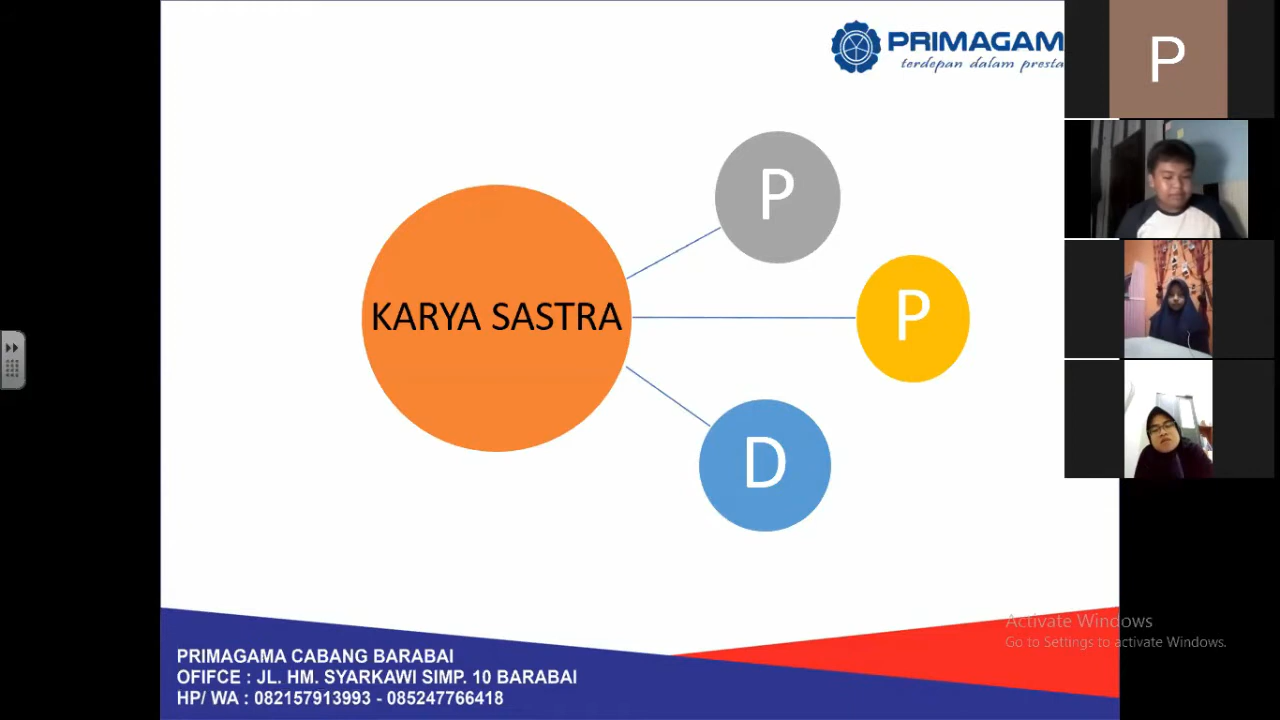 PRIMAGAM
terdepan dalam presta
P
P
KARYA SASTRA
P
D
Activate Windows
Go to Settings to activate Windows.
PRIMAGAMA CABANG BARABAI
OFIFCE : JL. HM. SYARKAWI SIMP. 10 BARABAI
HP/ WA : 082157913993 - 085247766418